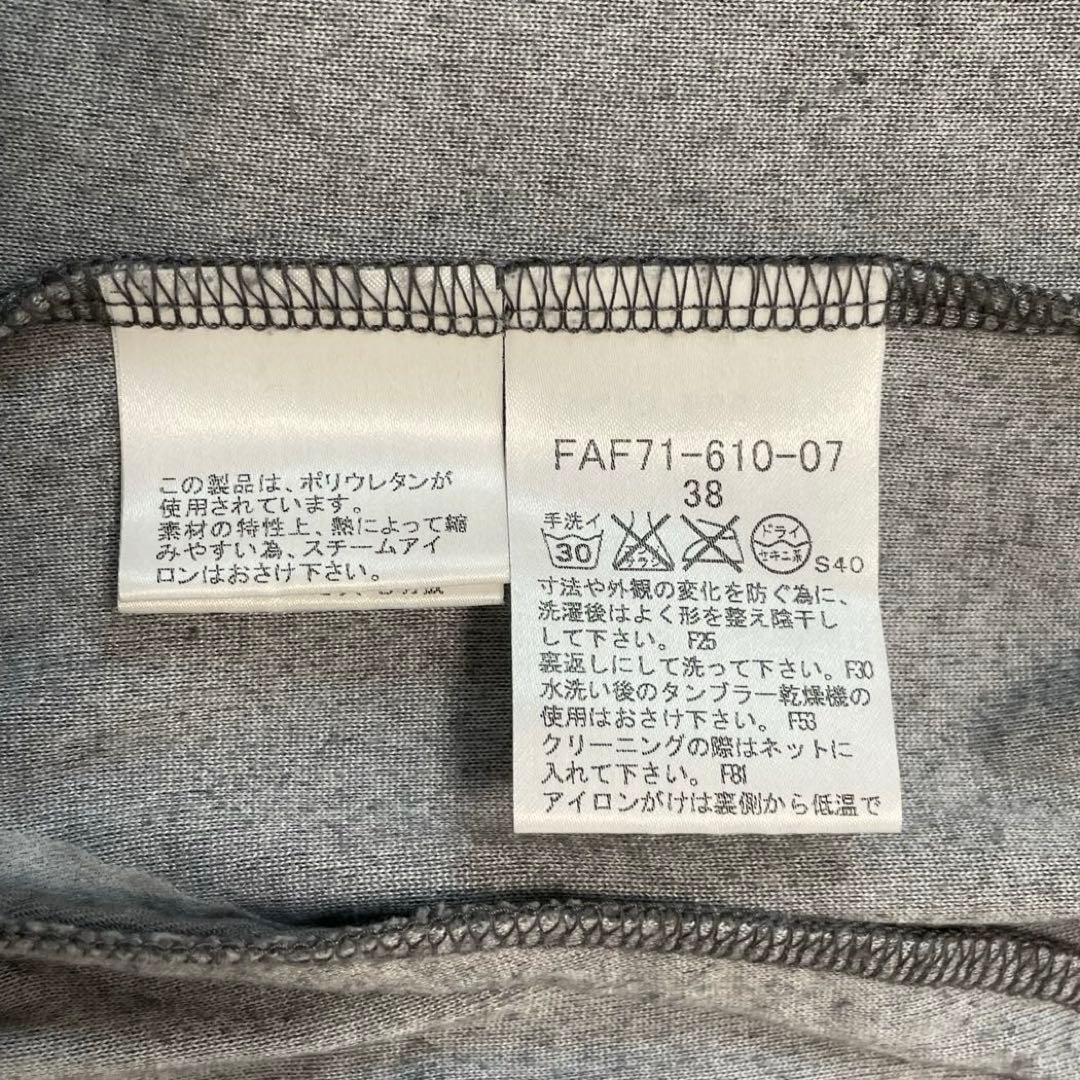 この製品は、ポリウレタンが
使用されています。
素材の特性上、熱によって縮
みやすい為、スチームアイ
ロンはおさけ下さい。
FAF71-610-07
38
手洗イ
30
エンソ
サラシ
ドライ
セキユ系
S40
寸法や外観の変化を防ぐ為に、
洗濯後はよく形を整え陰干し
して下さい。 F25
裏返しにして洗って下さい。 F30
水洗い後のタンブラー乾燥機の
使用はおさけ下さい。 F53
クリーニングの際はネットに
入れて下さい。 F81
アイロンがけは裏側から低温で